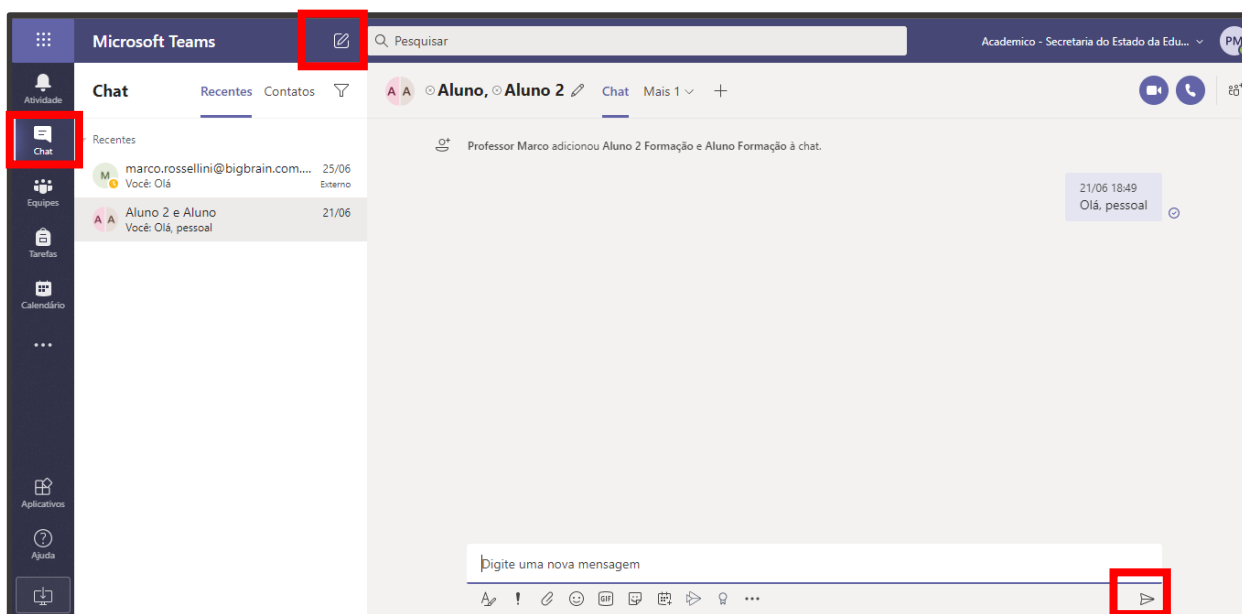 Microsoft Teams
Pesquisar
Academico - Secretaria do Estado da Edu...
PM
Atividade
Chat
Equipes
Tarefas
Calendário
Aplicativos
Ajuda
Chat
Recentes
Contatos
Recentes
M
marco.rossellini@bigbrain.com....
25/06
Você: Olá
Externo
A A
Aluno 2 e Aluno
21/06
Você: Olá, pessoal
A A
Aluno, Aluno 2
Chat
Mais 1
Professor Marco adicionou Aluno 2 Formação e Aluno Formação à chat.
21/06 18:49
Olá, pessoal
Digite uma nova mensagem
GIF